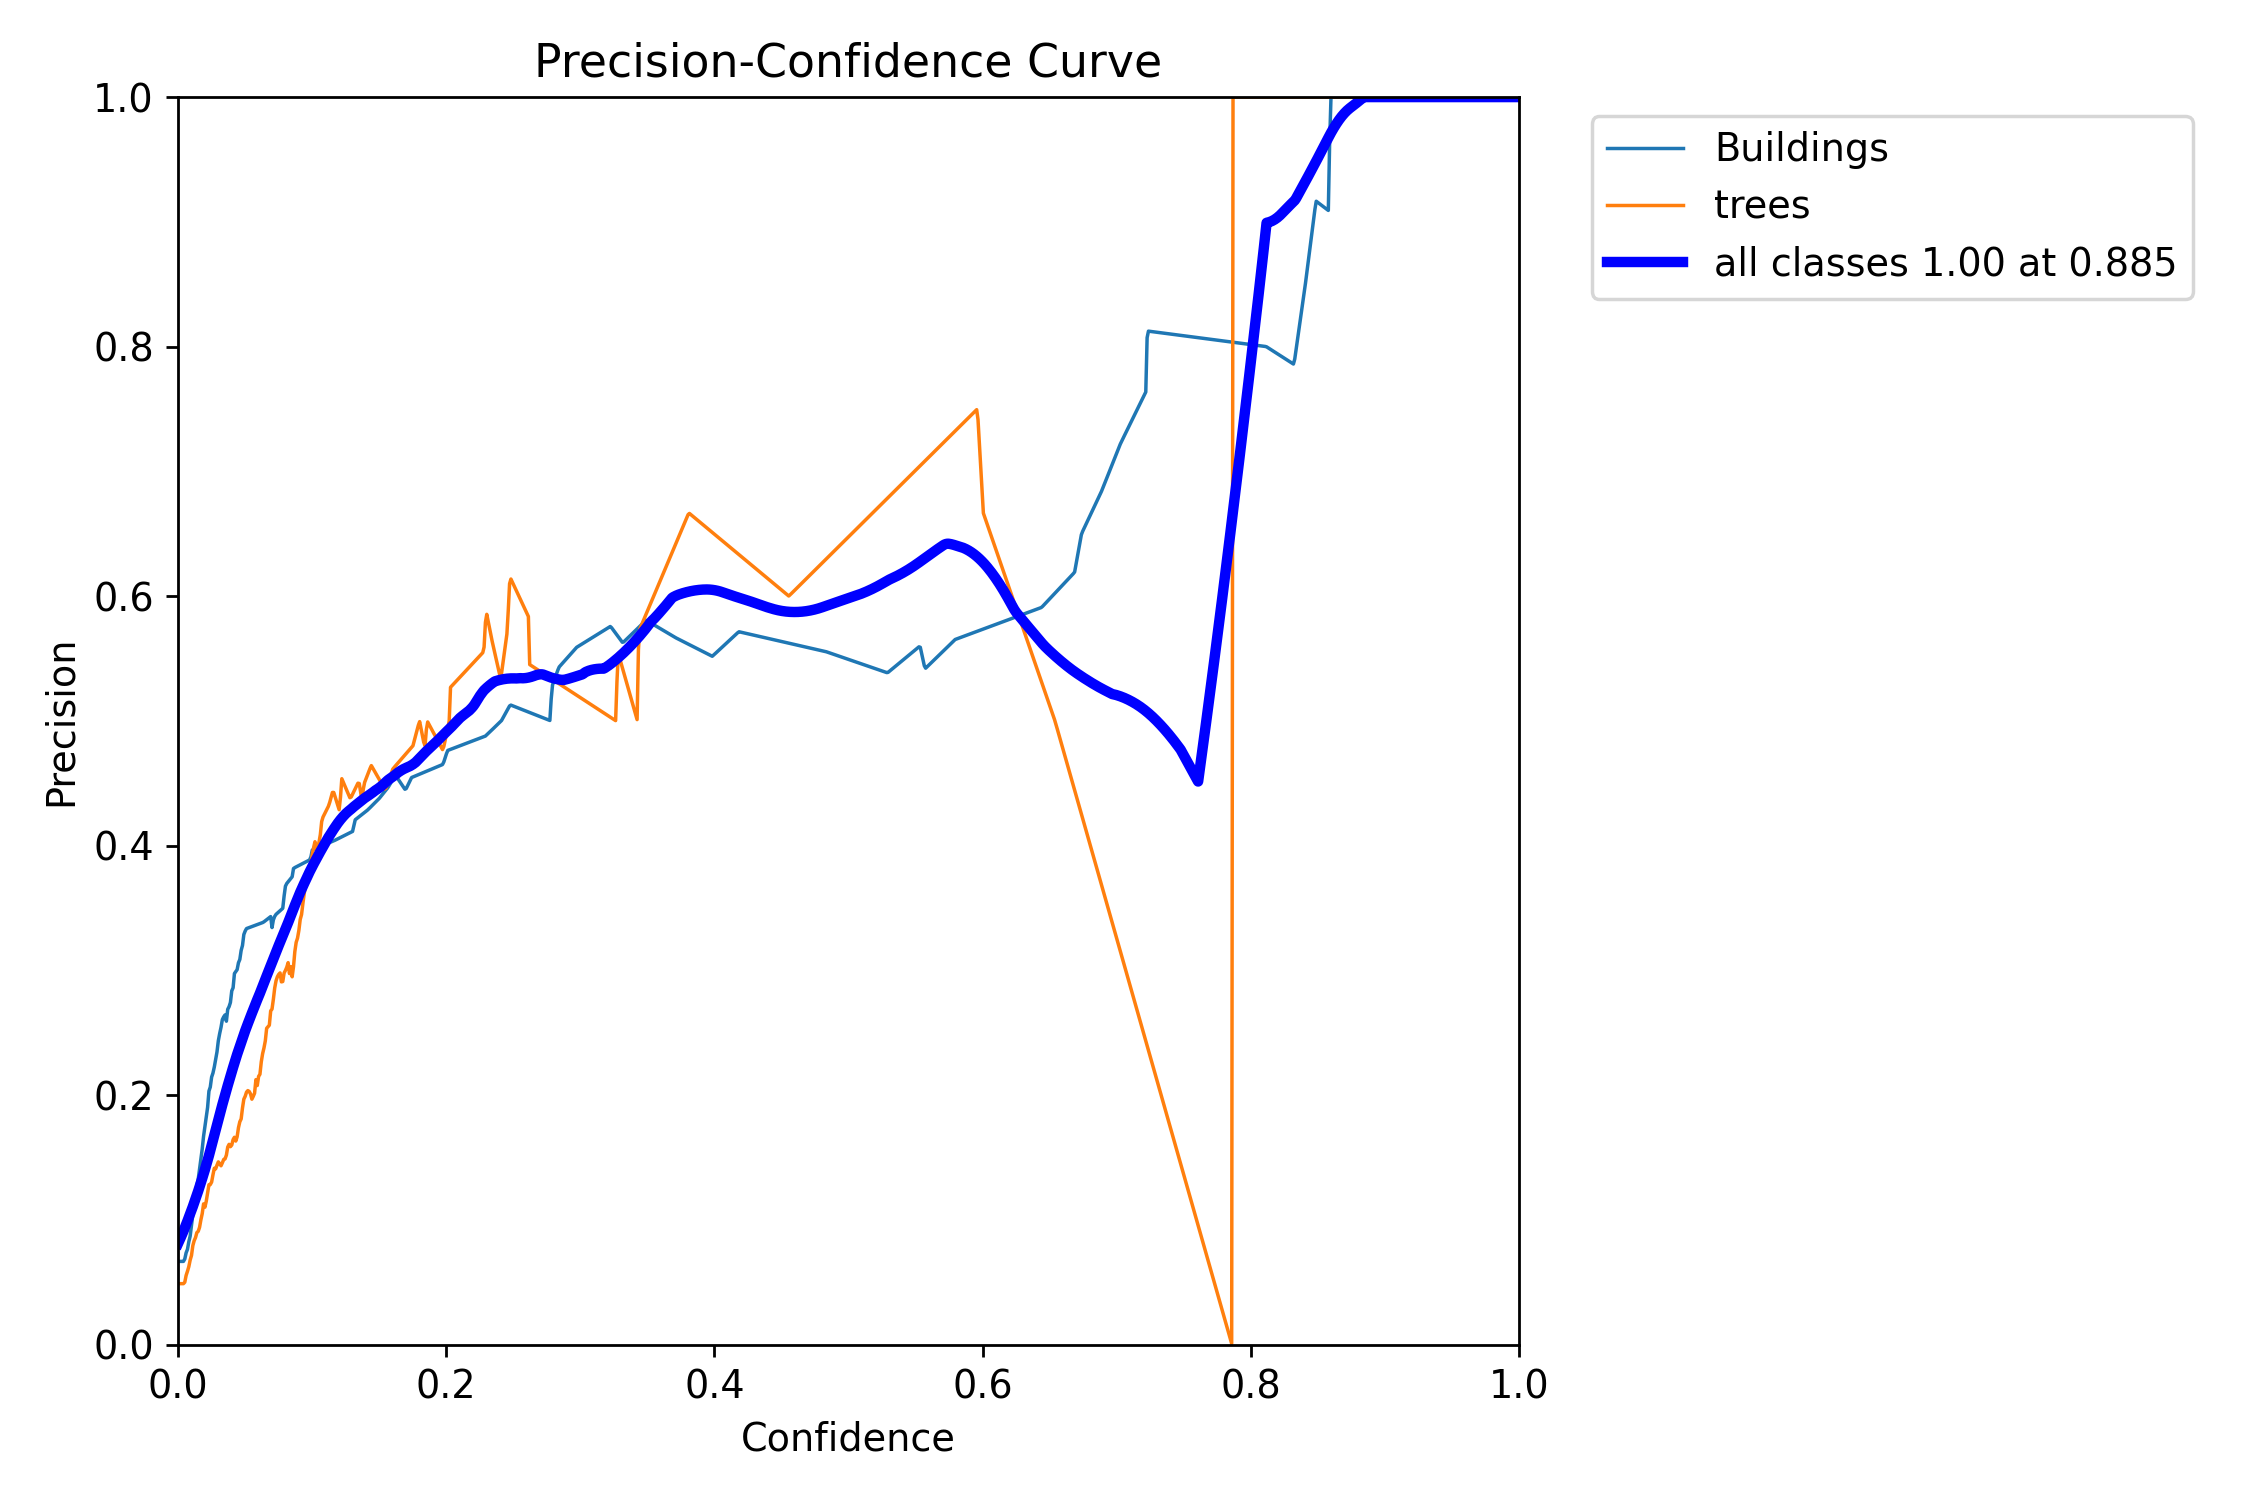 Precision-Confidence Curve
1.0
0.8
0.6
0.4
0.2
0.0
Precision
0.0 0.2 0.4 0.6 0.8 1.0
Confidence
Buildings
trees
all classes 1.00 at 0.885